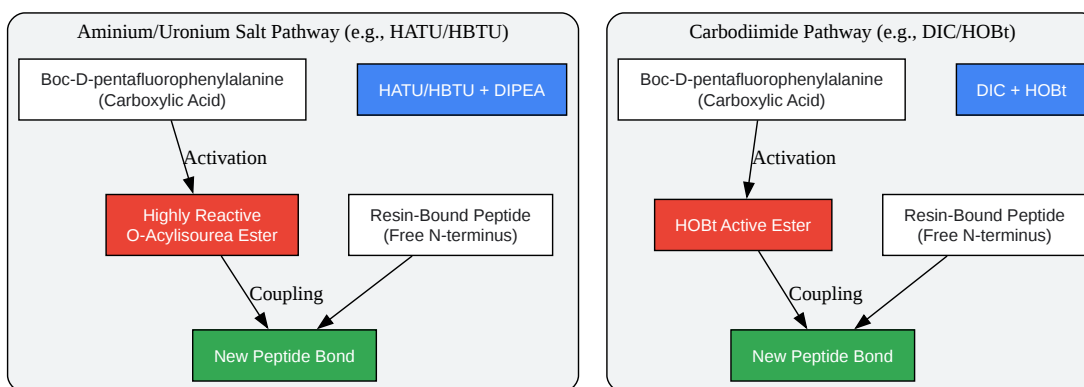 Aminium/Uronium Salt Pathway (e.g., HATU/HBTU)
Boc-D-pentafluorophenylalanine
(Carboxylic Acid)
HATU/HBTU + DIPEA
Activation
Highly Reactive
O-Acylisourea Ester
Resin-Bound Peptide
(Free N-terminus)
Coupling
New Peptide Bond
Carbodiimide Pathway (e.g., DIC/HOBt)
Boc-D-pentafluorophenylalanine
(Carboxylic Acid)
DIC + HOBt
Activation
HOBt Active Ester
Resin-Bound Peptide
(Free N-terminus)
Coupling
New Peptide Bond